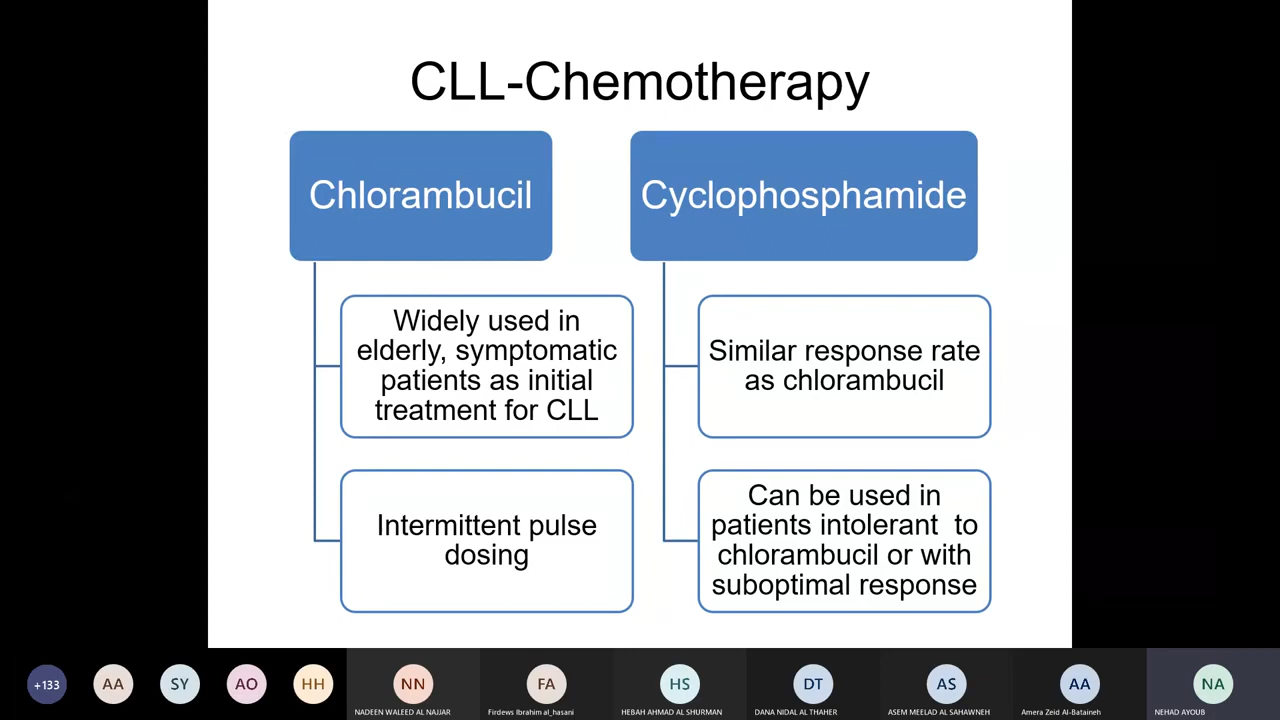 CLL-Chemotherapy
Chlorambucil
Widely used in
elderly, symptomatic
patients as initial
treatment for CLL
Intermittent pulse
dosing
Cyclophosphamide
Similar response rate
as chlorambucil
Can be used in
patients intolerant  to
chlorambucil or with
suboptimal response
+133
AA
SY
AO
HH
NN
NADEEN WALEED AL NAJJAR
FA
Firdews Ibrahim al_hasani
HS
HEBAH AHMAD AL SHURMAN
DT
DANA NIDAL AL THAHER
AS
ASEM MEELAD AL SAHAWNEH
AA
Amera Zeid Al-Bataineh
NA
NEHAD AYOUB